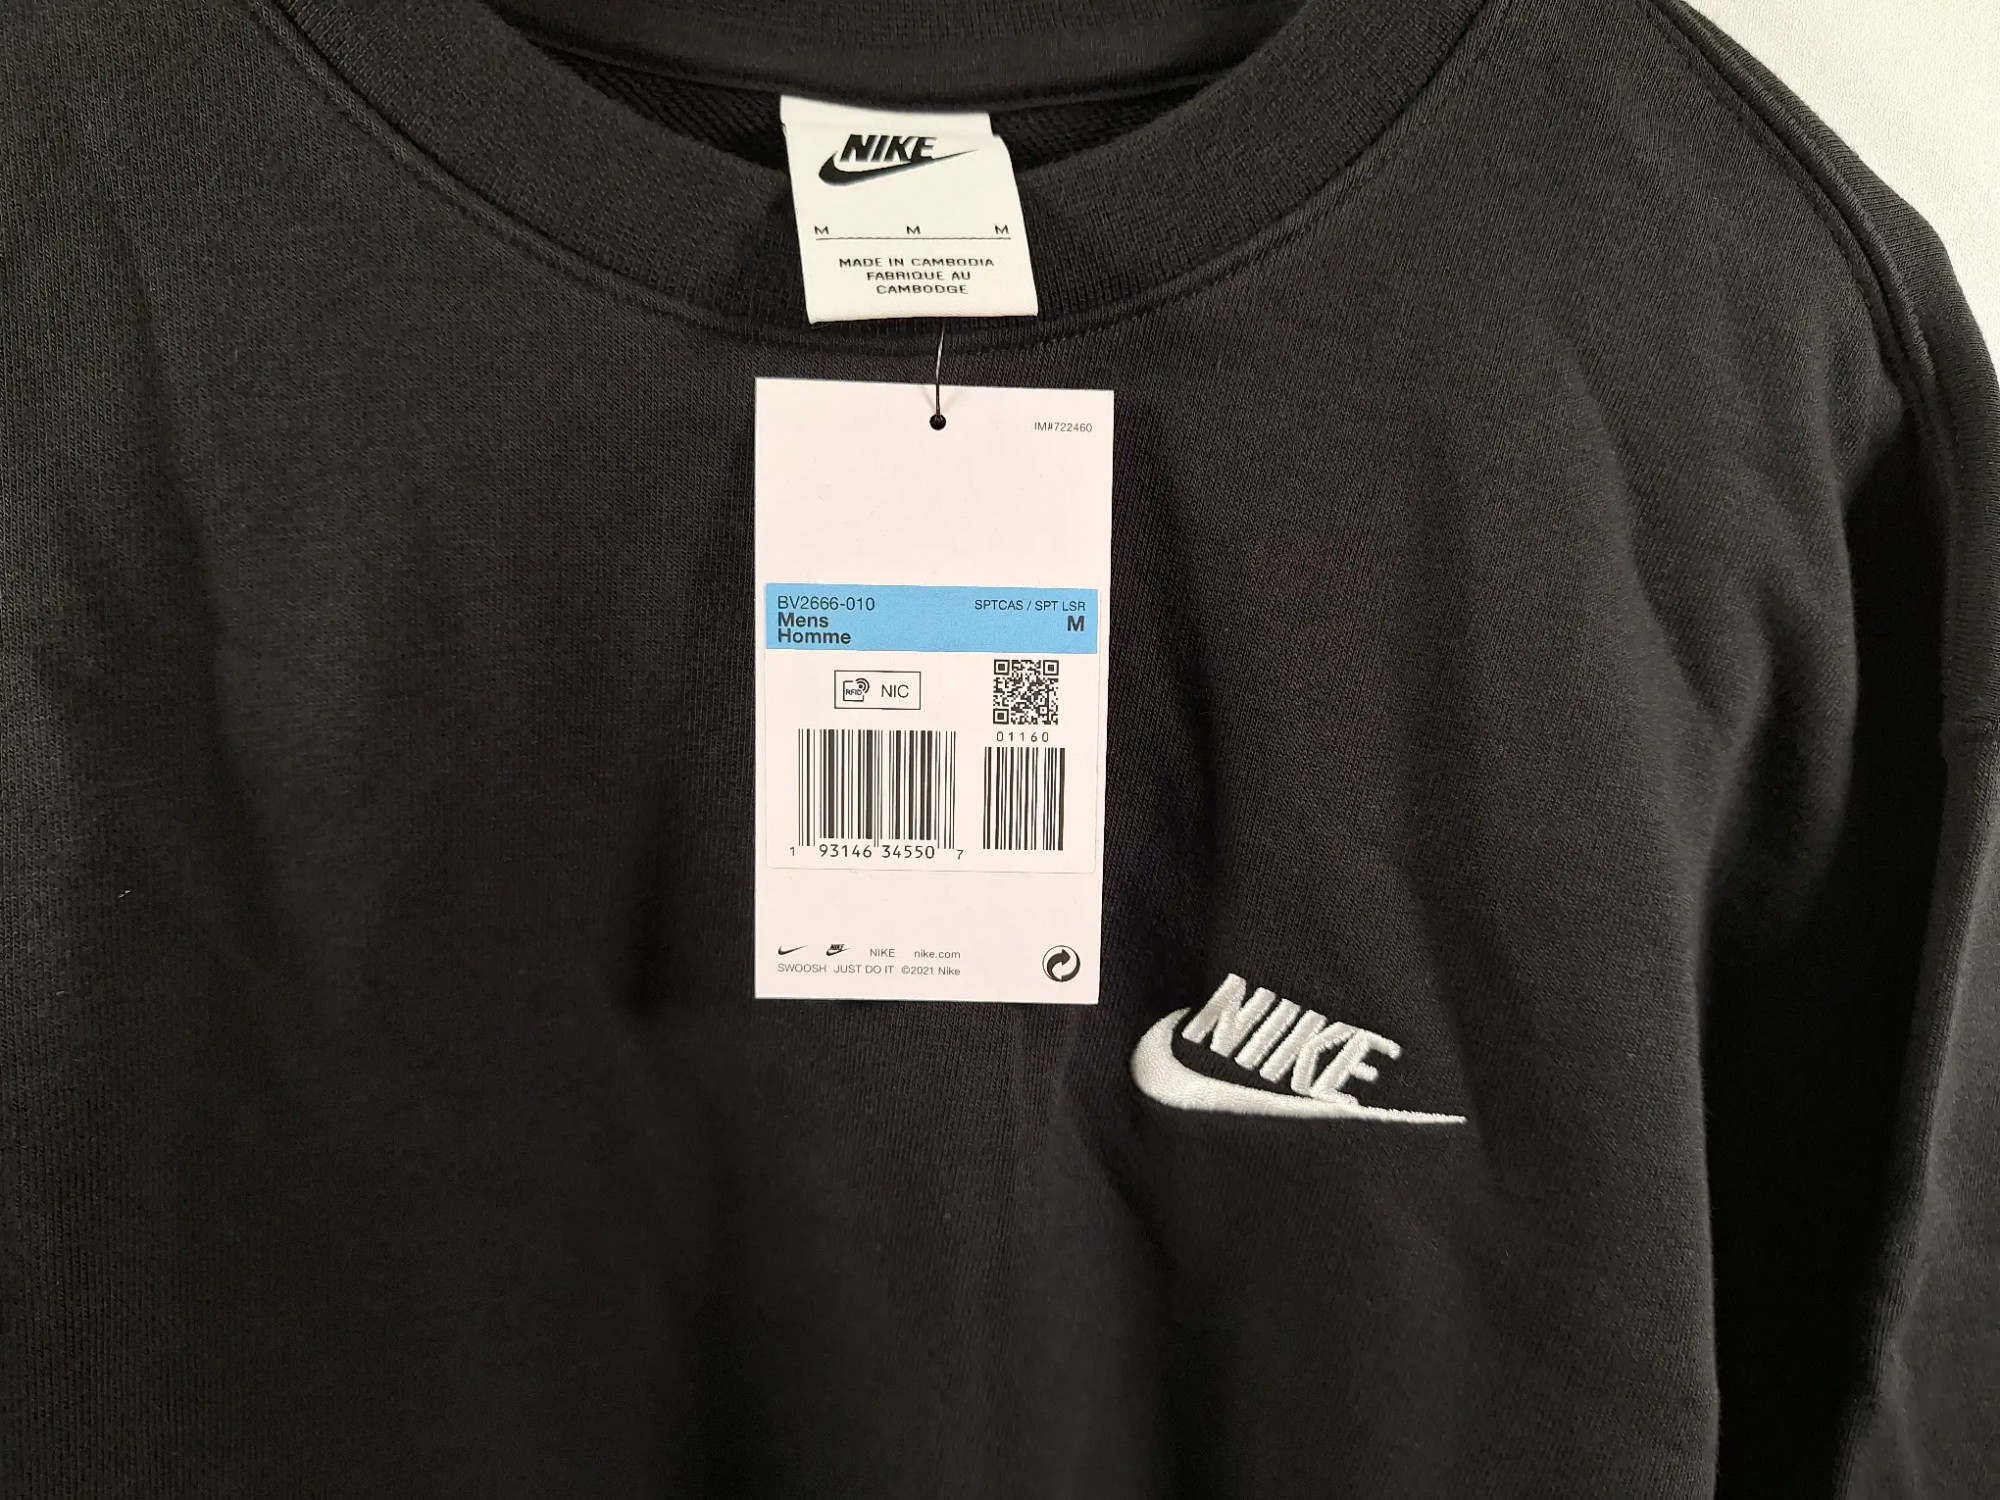 NIKE
M M M
MADE IN CAMBODIA
FABRIQUE AU
CAMBODGE
IM#722460
BV2666-010 SPTCAS / SPT LSR
Mens M
Homme
RFID NIC
01160
1 93146 34550 7
NIKE NIKE nike.com
SWOOSH JUST DO IT ©2021 Nike
NIKE